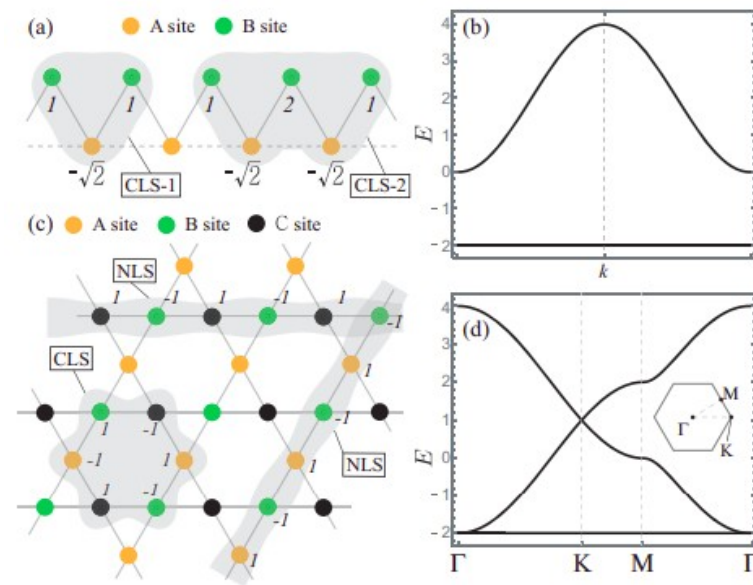 (a) A site B site
1 1 1 2 1
-√2 CLS-1 -√2 -√2 CLS-2
(b)
E
4
3
2
1
0
-1
-2
k
(c) A site B site C site
NLS
1 -1 1 -1 1 -1
CLS
1
1 -1 -1
-1 1 1 NLS
1 -1 -1
1
(d)
E
4
3
2
1
0
-1
-2
Γ M K
Γ K M Γ